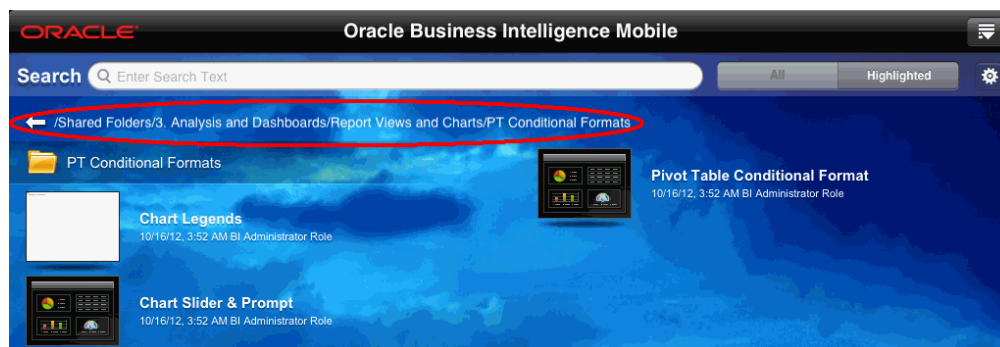 ORACLE
Oracle Business Intelligence Mobile
Search Enter Search Text All Highlighted
/Shared Folders/3. Analysis and Dashboards/Report Views and Charts/PT Conditional Formats
PT Conditional Formats
Pivot Table Conditional Format
10/16/12, 3:52 AM BI Administrator Role
Chart Legends
10/16/12, 3:52 AM BI Administrator Role
Chart Slider & Prompt
10/16/12, 3:52 AM BI Administrator Role